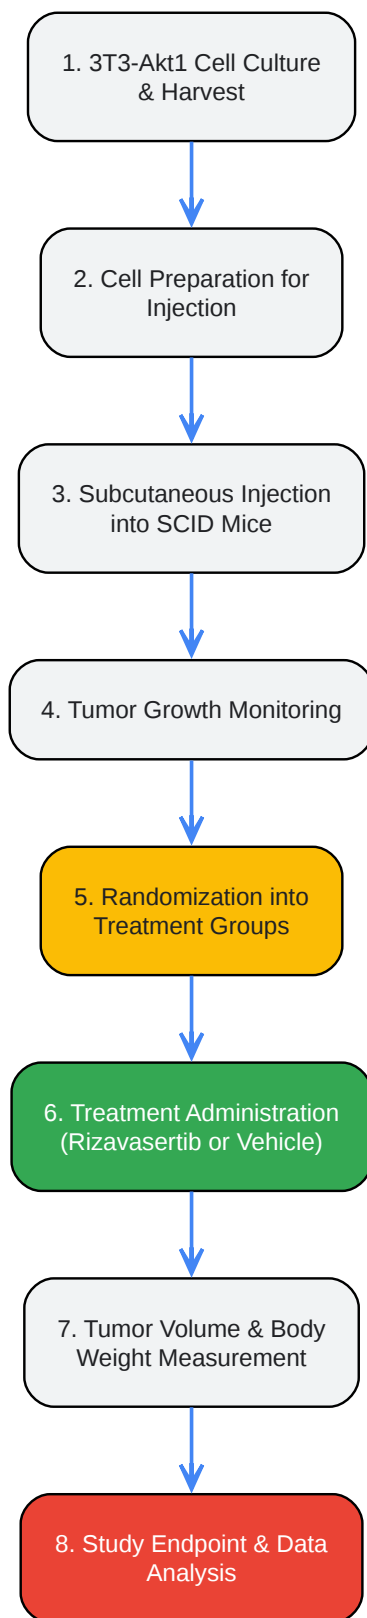 1. 3T3-Akt1 Cell Culture
& Harvest
2. Cell Preparation for
Injection
3. Subcutaneous Injection
into SCID Mice
4. Tumor Growth Monitoring
5. Randomization into
Treatment Groups
6. Treatment Administration
(Rizavasertib or Vehicle)
7. Tumor Volume & Body
Weight Measurement
8. Study Endpoint & Data
Analysis